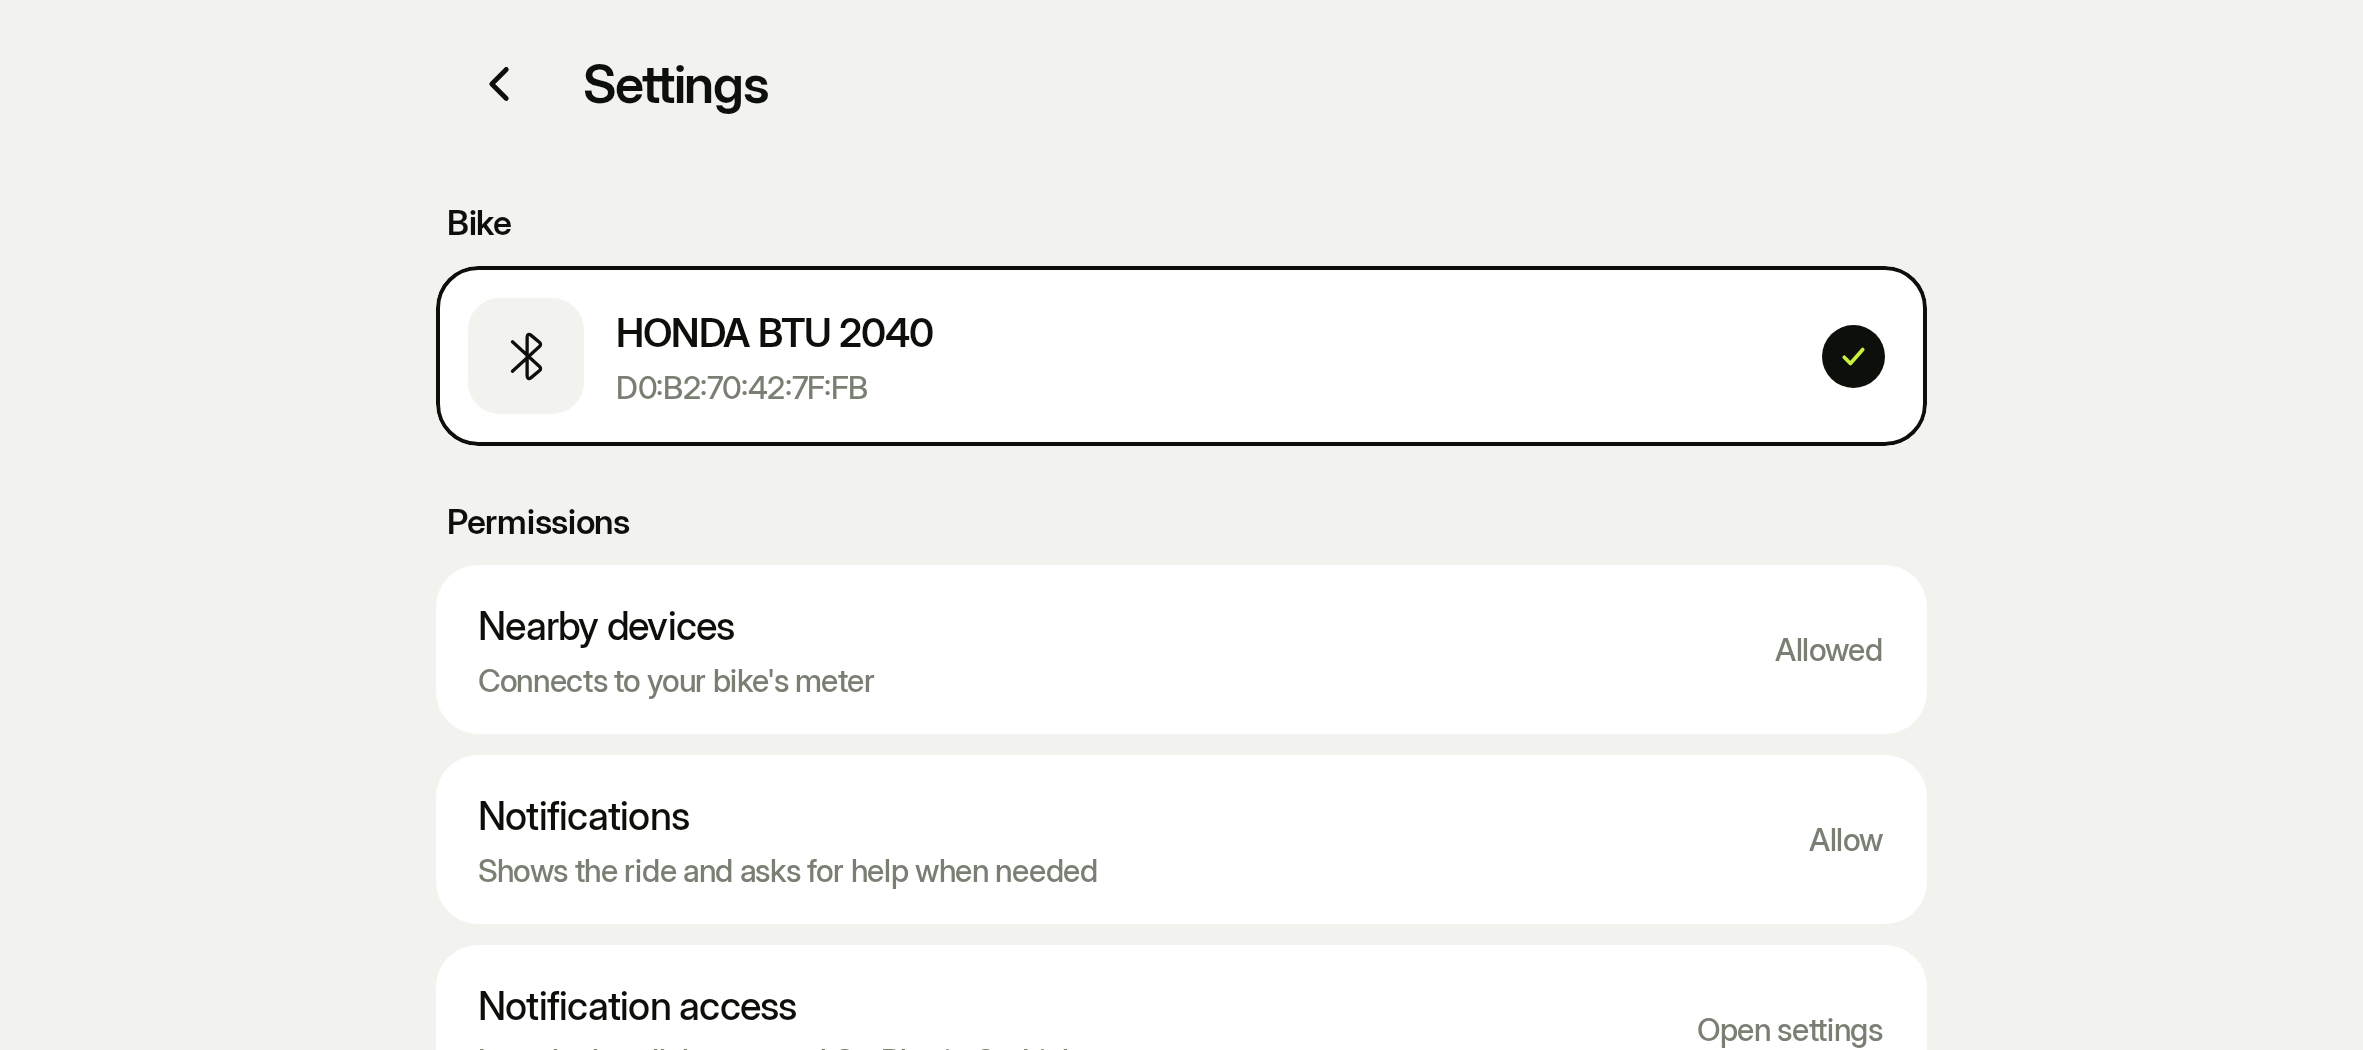 Settings
Bike
HONDA BTU 2040
D0:B2:70:42:7F:FB
Permissions
Nearby devices
Connects to your bike's meter
Allowed
Notifications
Shows the ride and asks for help when needed
Allow
Notification access
Open settings